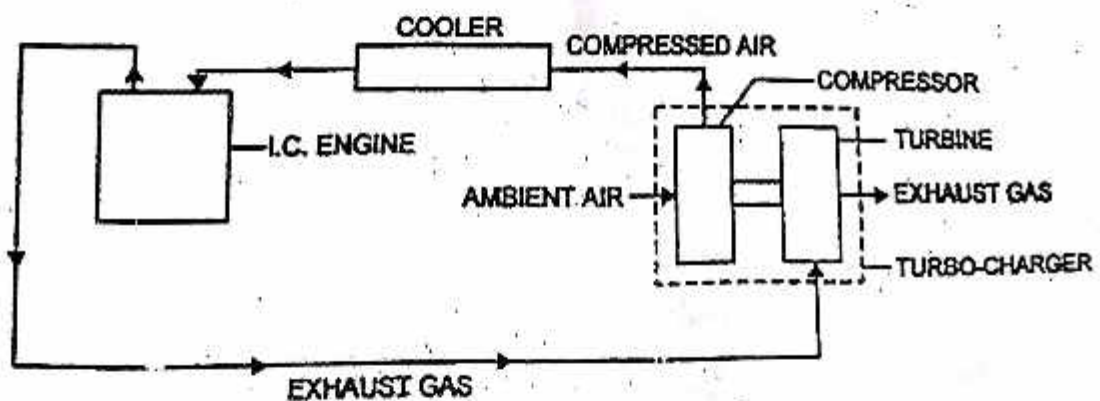 COOLER
COMPRESSED AIR
COMPRESSOR
I.C. ENGINE
TURBINE
AMBIENT AIR
EXHAUST GAS
TURBO-CHARGER
EXHAUST GAS